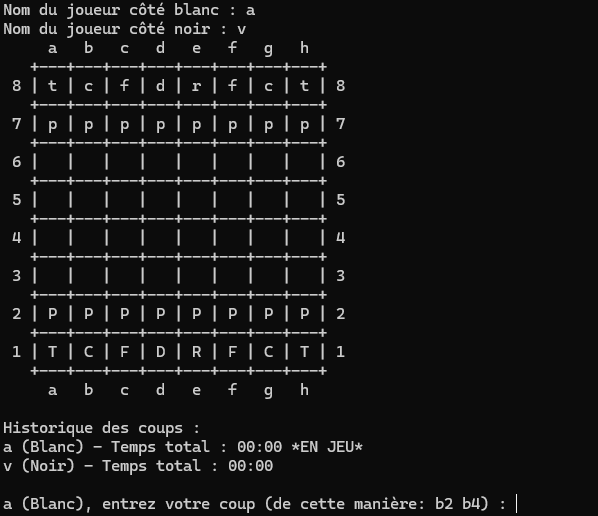 Nom du joueur côté blanc : a
Nom du joueur côté noir : v
     a   b   c   d   e   f   g   h
   +---+---+---+---+---+---+---+---+
 8 | t | c | f | d | r | f | c | t | 8
   +---+---+---+---+---+---+---+---+
 7 | p | p | p | p | p | p | p | p | 7
   +---+---+---+---+---+---+---+---+
 6 |   |   |   |   |   |   |   |   | 6
   +---+---+---+---+---+---+---+---+
 5 |   |   |   |   |   |   |   |   | 5
   +---+---+---+---+---+---+---+---+
 4 |   |   |   |   |   |   |   |   | 4
   +---+---+---+---+---+---+---+---+
 3 |   |   |   |   |   |   |   |   | 3
   +---+---+---+---+---+---+---+---+
 2 | P | P | P | P | P | P | P | P | 2
   +---+---+---+---+---+---+---+---+
 1 | T | C | F | D | R | F | C | T | 1
   +---+---+---+---+---+---+---+---+
     a   b   c   d   e   f   g   h

Historique des coups :
a (Blanc) - Temps total : 00:00 *EN JEU*
v (Noir) - Temps total : 00:00

a (Blanc), entrez votre coup (de cette manière: b2 b4) :